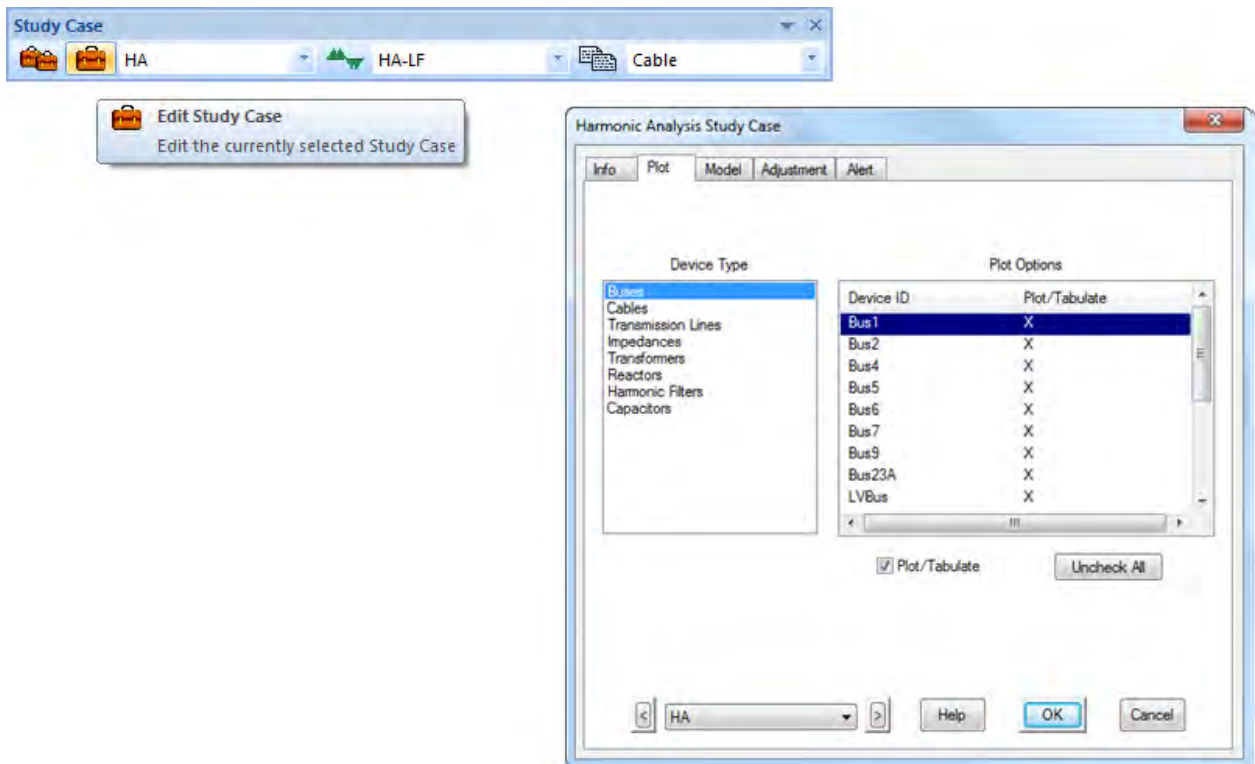 Study Case
HA HA-LF Cable
Edit Study Case
Edit the currently selected Study Case
Harmonic Analysis Study Case
Info Plot Model Adjustment Alert
Device Type
Buses
Cables
Transmission Lines
Impedances
Transformers
Reactors
Harmonic Filters
Capacitors
Plot Options
Device ID Plot/Tabulate
Bus1 X
Bus2 X
Bus4 X
Bus5 X
Bus6 X
Bus7 X
Bus9 X
Bus23A X
LVBus X
Plot/Tabulate Uncheck All
< HA > Help OK Cancel